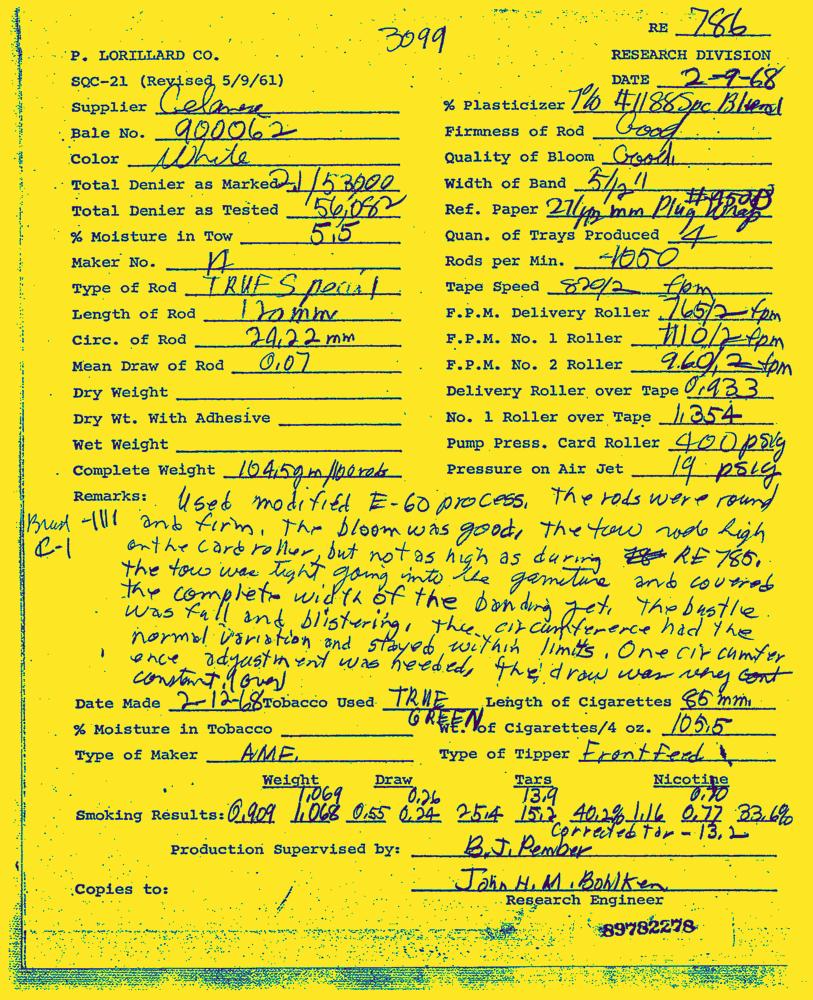 3099
RE 786
P. LORILLARD CO. RESEARCH DIVISION
SQC-21 (Revised 5/9/61) DATE 2-9-68
Supplier Celanese % Plasticizer 7% #1188 Spc Blend
Bale No. 900062 Firmness of Rod Good
Color White Quality of Bloom Good
Total Denier as Marked 2.1/53000 Width of Band 5 1/2"
Total Denier as Tested 56,082 Ref. Paper 27 mm Plug Wrap
% Moisture in Tow 5.5 Quan. of Trays Produced 4
Maker No. Rods per Min. 1050
Type of Rod TRUE Special Tape Speed 820/2 fpm
Length of Rod 120mm F.P.M. Delivery Roller 765/2 fpm
Circ. of Rod 24.22 mm F.P.M. No. 1 Roller 1110/2 fpm
Mean Draw of Rod 0.07 F.P.M. No. 2 Roller 960/2 fpm
Dry Weight Delivery Roller over Tape 0.933
Dry Wt. With Adhesive No. 1 Roller over Tape 1.354
Wet Weight Pump Press. Card Roller 400 psig
Complete Weight 104.5gm/100rods Pressure on Air Jet 19 psig
Remarks: Used modified E-60 process. The rods were round
and firm. The bloom was good. The tow rode high
on the card roller, but not as high as during RE 785.
The tow was tight going into the garniture and covered
the complete width of the banding jet. The bustle
was full and blistering. The circumference had the
normal variation and stayed within limits. One circumfer
ence adjustment was needed, the draw was very
constant. (over)
C-1
Date Made 2-12-68 Tobacco Used TRUE GREEN Length of Cigarettes 85 mm.
% Moisture in Tobacco Wt. of Cigarettes/4 oz. 105.5
Type of Maker AMF. Type of Tipper Front Feed
Weight Draw Tars Nicotine
1.069 0.26 13.9 0.70
Smoking Results: 0.909 1.068 0.55 0.24 25.4 15.2 40.2% 1.16 0.77 33.6%
Corrected Tar - 13.2
Production Supervised by: B.J. Pember
Copies to: John H. M. Bohlken
Research Engineer
89782278